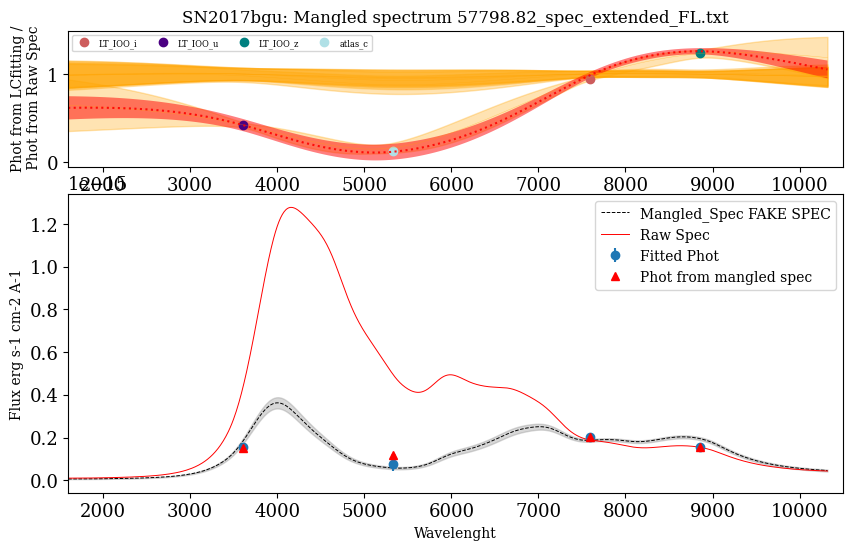 SN2017bgu: Mangled spectrum 57798.82_spec_extended_FL.txt
Phot from LCfitting /
Phot from Raw Spec
LT_IOO_i LT_IOO_u LT_IOO_z atlas_c
1
0
2000 3000 4000 5000 6000 7000 8000 9000 10000
1e−15
Flux erg s-1 cm-2 A-1
Mangled_Spec FAKE SPEC
Raw Spec
Fitted Phot
Phot from mangled spec
1.2
1.0
0.8
0.6
0.4
0.2
0.0
2000 3000 4000 5000 6000 7000 8000 9000 10000
Wavelenght